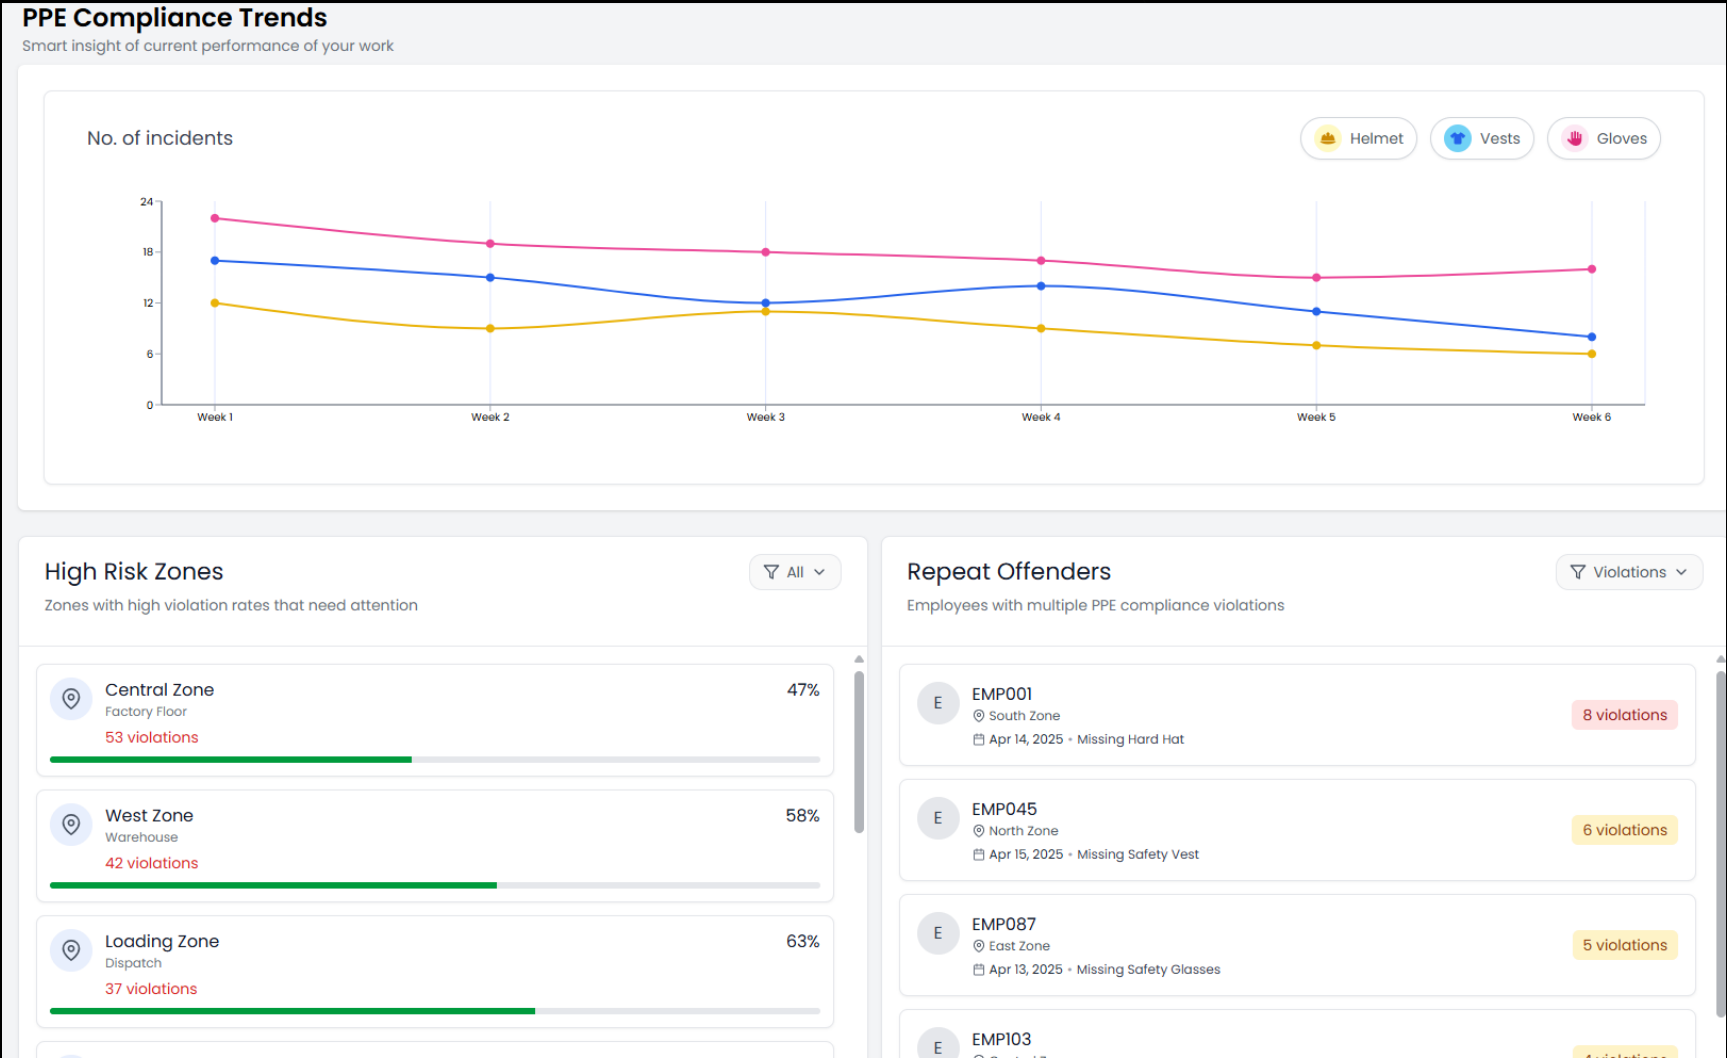 PPE Compliance Trends
Smart insight of current performance of your work
No. of incidents
Helmet
Vests
Gloves
24
18
12
6
0
Week 1
Week 2
Week 3
Week 4
Week 5
Week 6
High Risk Zones
All
Zones with high violation rates that need attention
Central Zone
47%
Factory Floor
53 violations
West Zone
58%
Warehouse
42 violations
Loading Zone
63%
Dispatch
37 violations
Repeat Offenders
Violations
Employees with multiple PPE compliance violations
E
EMP001
South Zone
8 violations
Apr 14, 2025 • Missing Hard Hat
E
EMP045
North Zone
6 violations
Apr 15, 2025 • Missing Safety Vest
E
EMP087
East Zone
5 violations
Apr 13, 2025 • Missing Safety Glasses
E
EMP103